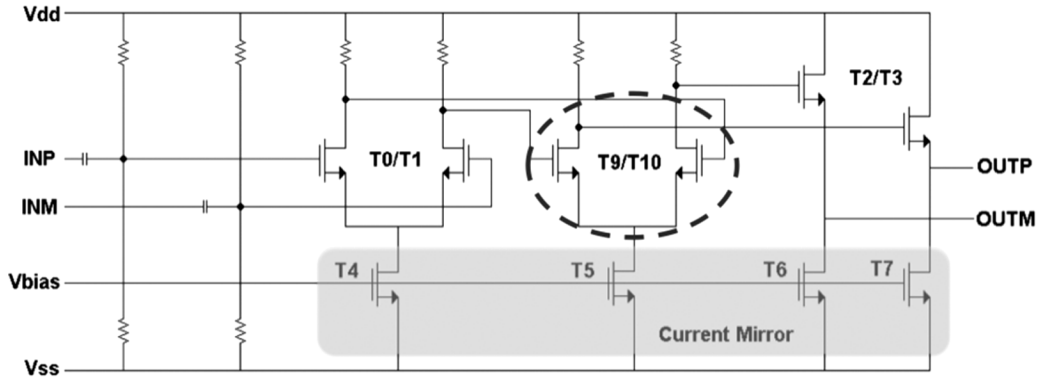 Vdd
T2/T3
INP
T0/T1
T9/T10
OUTP
INM
OUTM
T4
T5
T6
T7
Vbias
Current Mirror
Vss